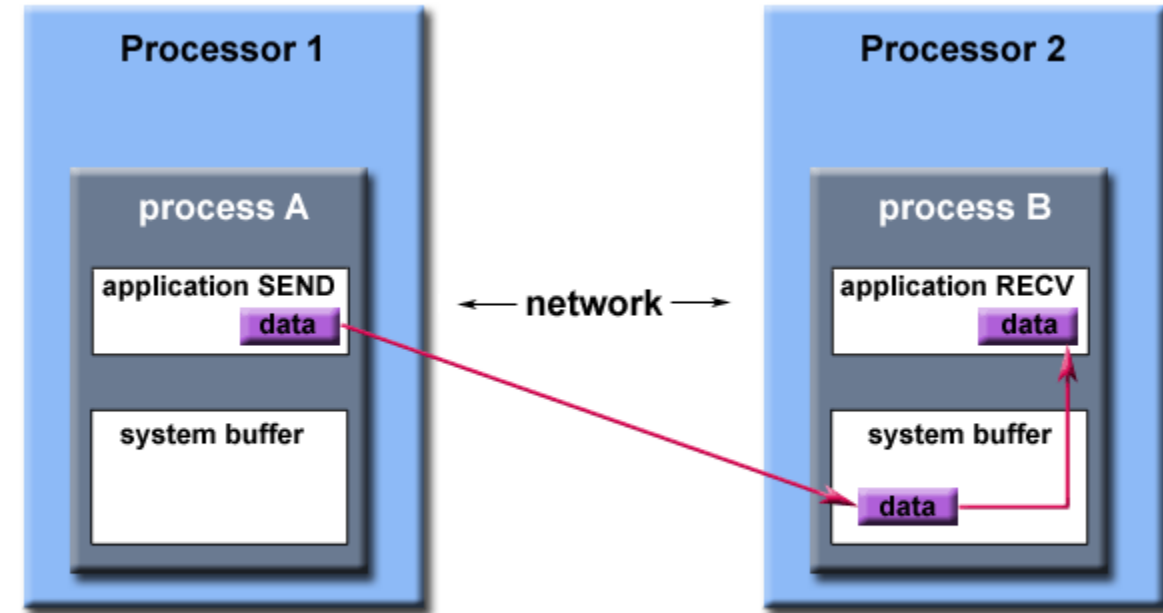 Processor 1
process A
application SEND
data
system buffer
network
Processor 2
process B
application RECV
data
system buffer
data